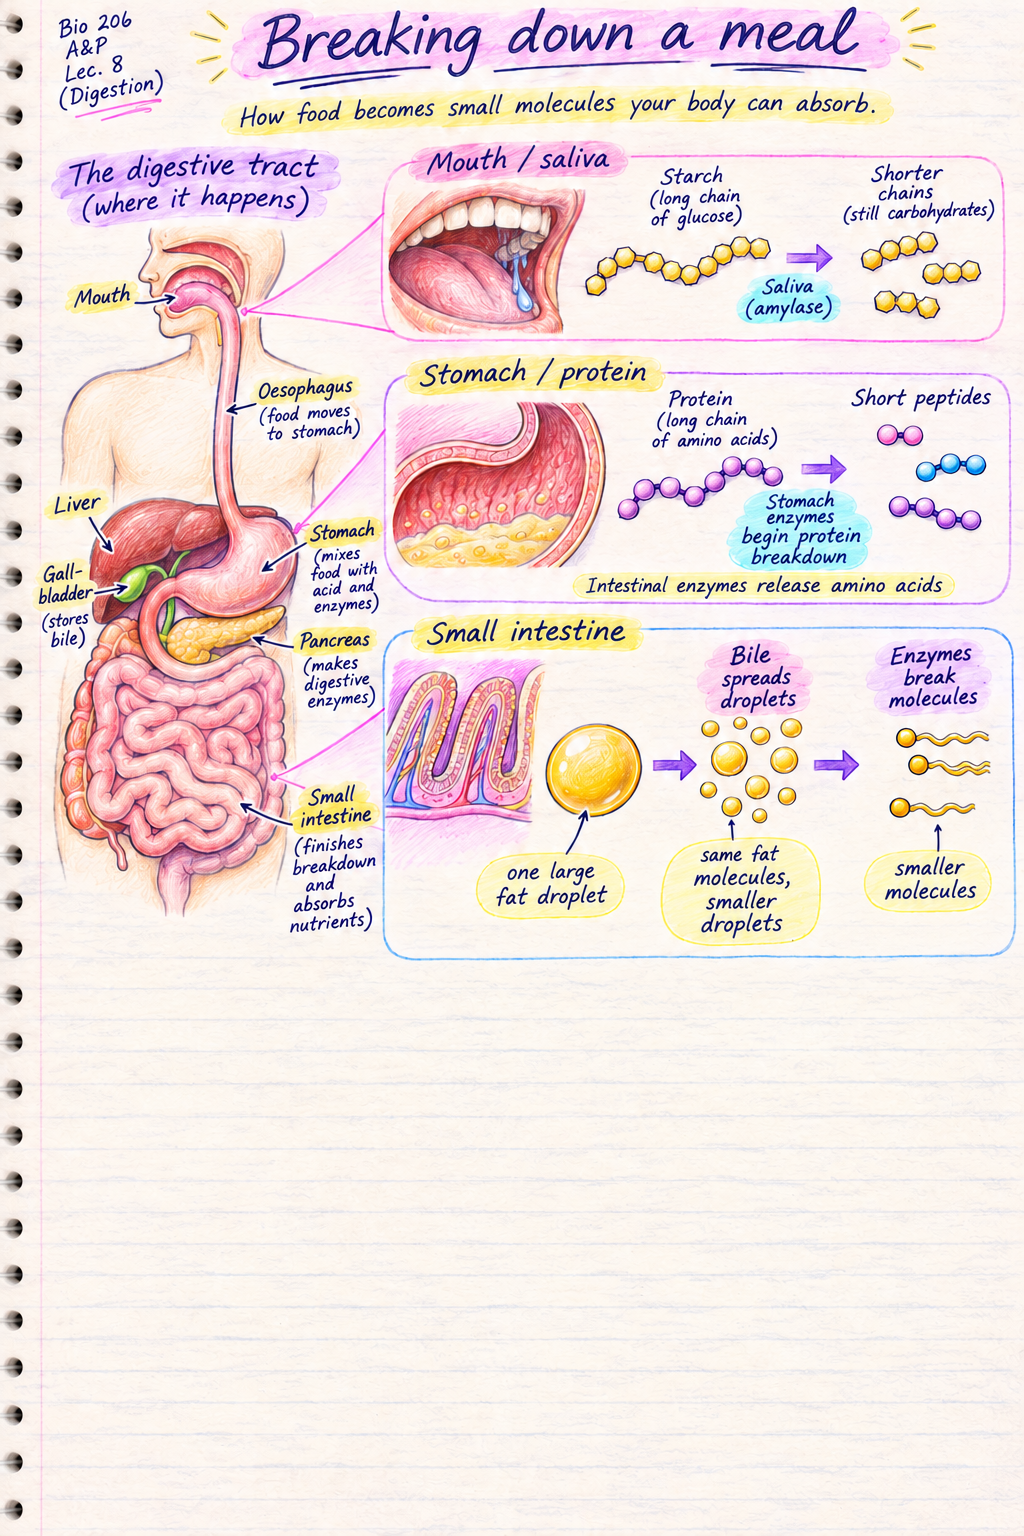 Bio 206
A&P
Lec. 8
(Digestion)
Breaking down a meal
How food becomes small molecules your body can absorb.
The digestive tract
(where it happens)
Mouth
Oesophagus
(food moves
to stomach)
Liver
Gall-
bladder
(stores
bile)
Stomach
(mixes
food with
acid and
enzymes)
Pancreas
(makes
digestive
enzymes)
Small
intestine
(finishes
breakdown
and
absorbs
nutrients)
Mouth / saliva
Starch
(long chain
of glucose)
Saliva
(amylase)
Shorter
chains
(still carbohydrates)
Stomach / protein
Protein
(long chain
of amino acids)
Stomach
enzymes
begin protein
breakdown
Short peptides
Intestinal enzymes release amino acids
Small intestine
one large
fat droplet
Bile
spreads
droplets
same fat
molecules,
smaller
droplets
Enzymes
break
molecules
smaller
molecules